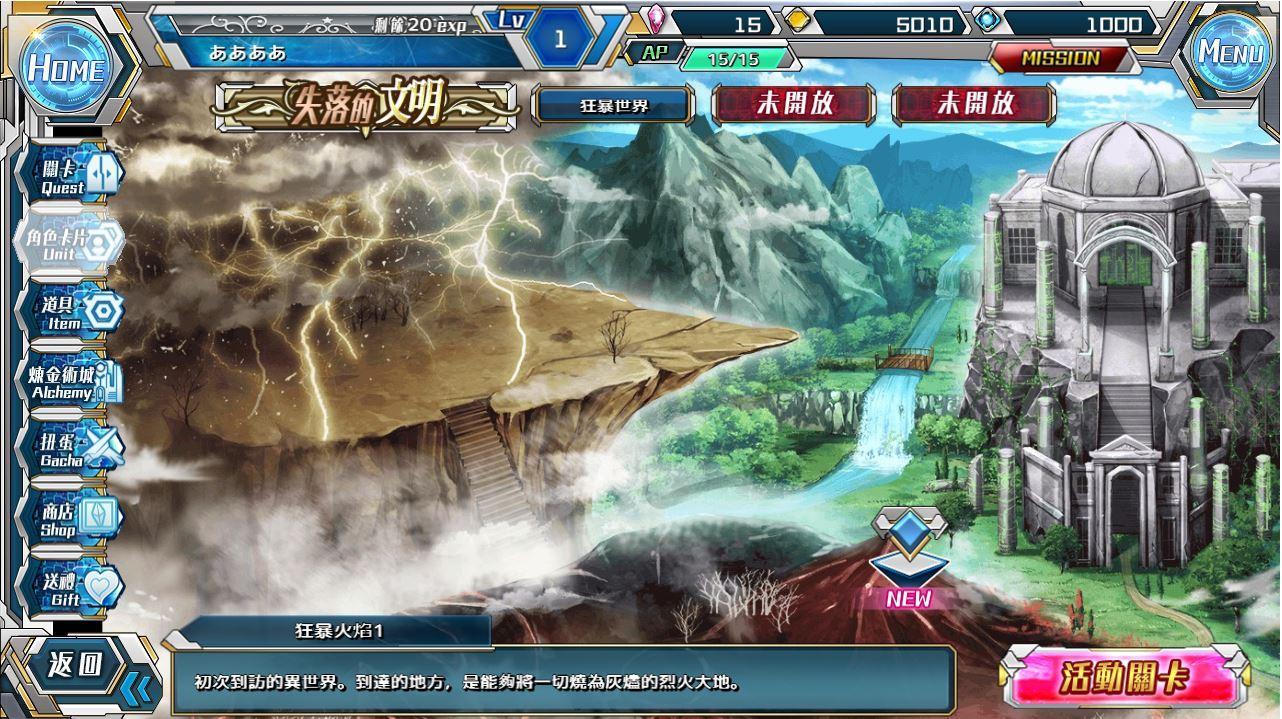 HOME
剩餘20 exp
Lv
1
15
5010
1000
MENU
ああああ
AP
15/15
MISSION
失落的文明
狂暴世界
未開放
未開放
關卡
Quest
角色卡片
Unit
道具
Item
煉金術城
Alchemy
扭蛋
Gacha
商店
Shop
送禮
Gift
NEW
狂暴火焰1
返回
初次到訪的異世界。到達的地方，是能夠將一切燒為灰燼的烈火大地。
活動關卡